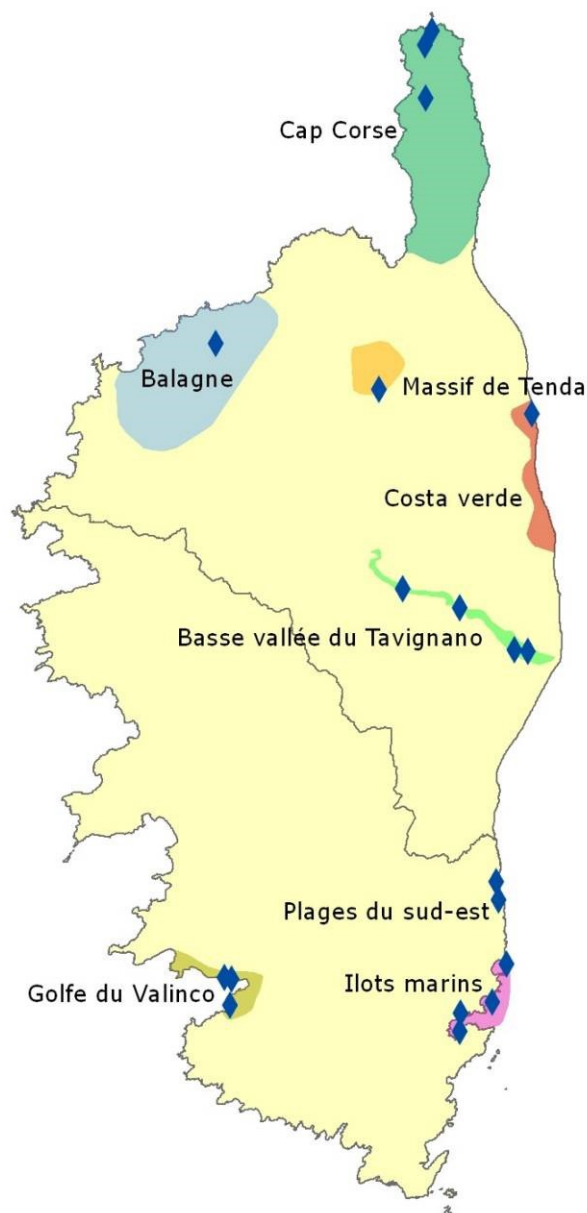 Cap Corse
Balagne
Massif de Tenda
Costa verde
Basse vallée du Tavignano
Plages du sud-est
Ilots marins
Golfe du Valinco